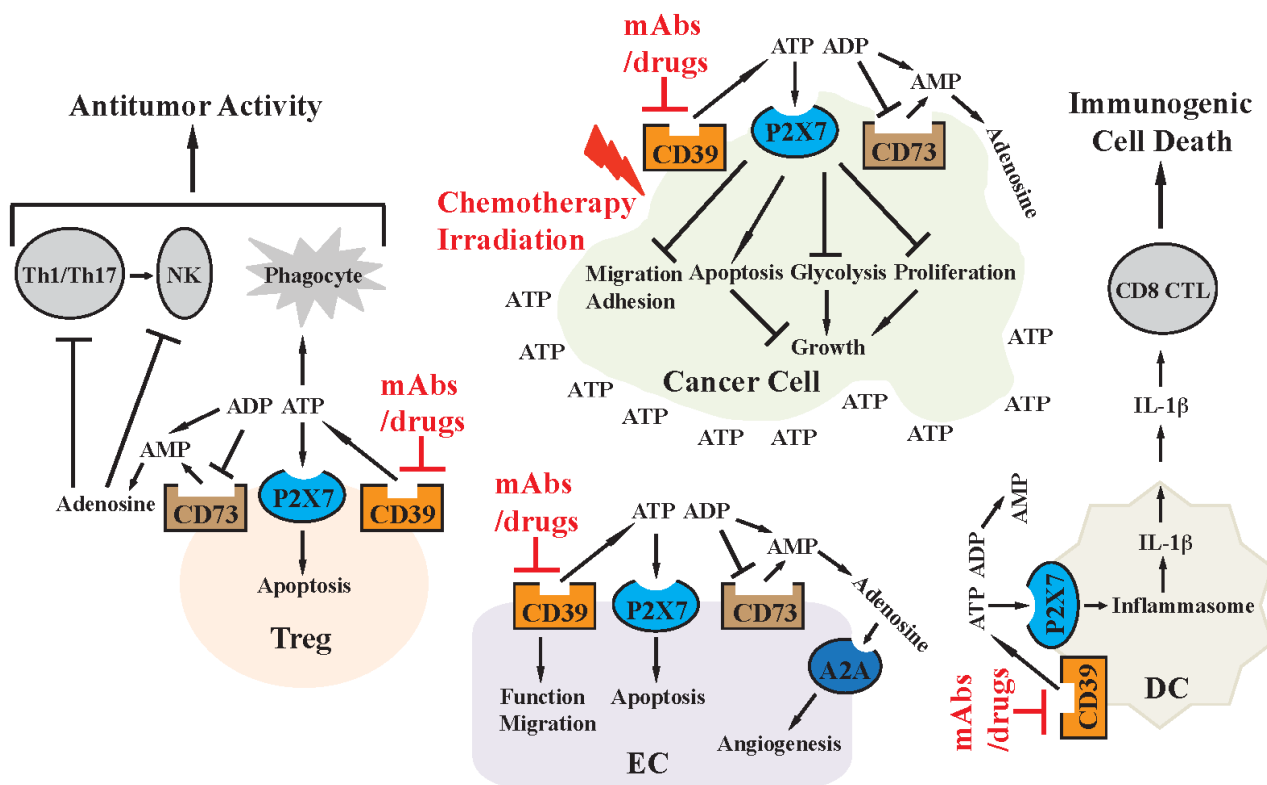 Antitumor Activity
Th1/Th17
NK
Phagocyte
mAbs
/drugs
ADP
ATP
AMP
Adenosine
CD73
P2X7
CD39
Apoptosis
Treg
mAbs
/drugs
ATP
ADP
AMP
Adenosine
CD39
P2X7
CD73
Chemotherapy
Irradiation
Migration
Adhesion
Apoptosis
Glycolysis
Proliferation
Growth
Cancer Cell
ATP
ATP
ATP
ATP
ATP
ATP
ATP
ATP
ATP
ATP
ATP
mAbs
/drugs
ATP
ADP
AMP
Adenosine
CD39
P2X7
CD73
A2A
Function
Migration
Apoptosis
Angiogenesis
EC
Immunogenic
Cell Death
CD8 CTL
IL-1β
IL-1β
AMP
ADP
ATP
P2X7
Inflammasome
CD39
DC
mAbs
/drugs